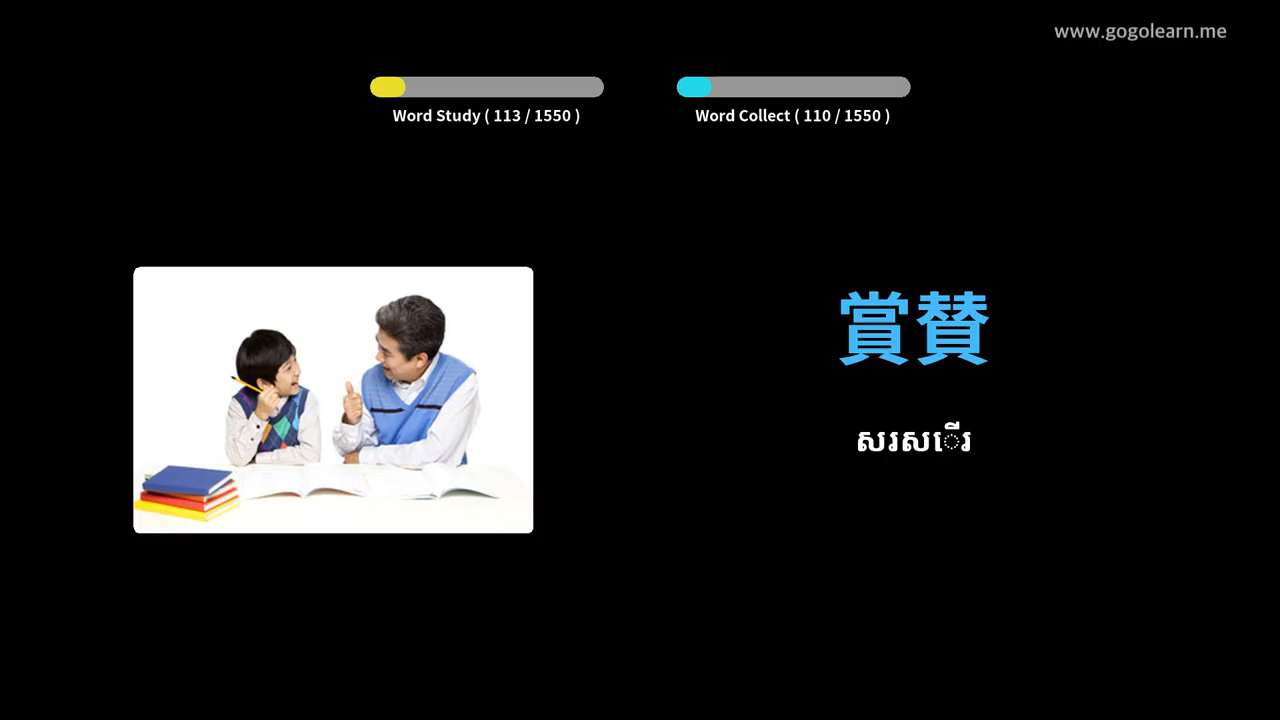 www.gogolearn.me
Word Study ( 113 / 1550 )
Word Collect ( 110 / 1550 )
賞賛
សរសេីរ